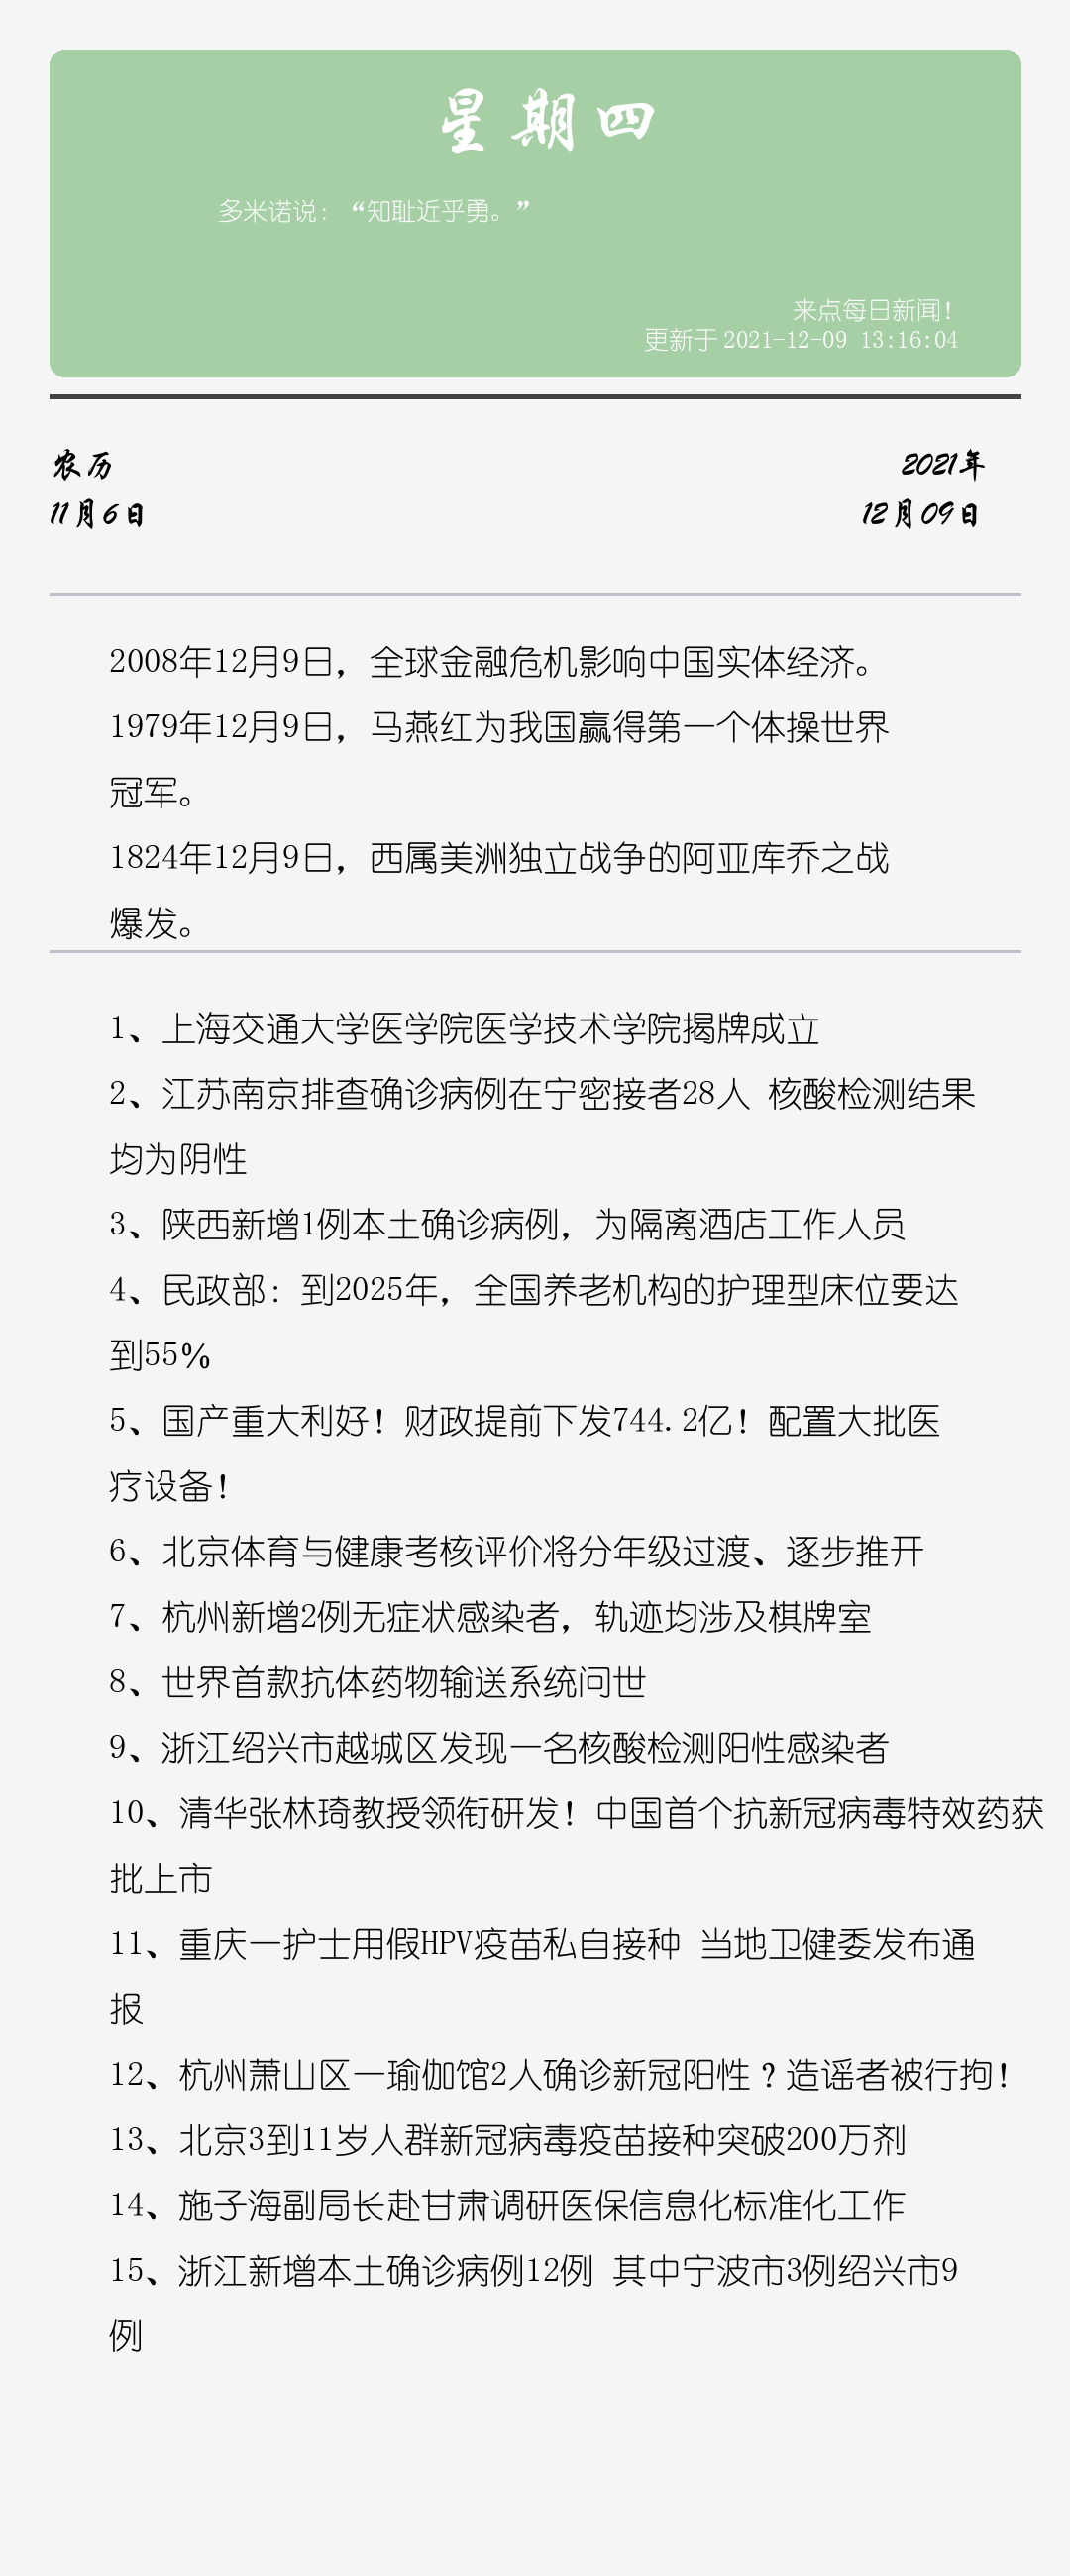 星期四
多米诺说：“知耻近乎勇。”
来点每日新闻！
更新于 2021-12-09 13:16:04
农历
2021年
11月6日
12月09日
2008年12月9日，全球金融危机影响中国实体经济。
1979年12月9日，马燕红为我国赢得第一个体操世界
冠军。
1824年12月9日，西属美洲独立战争的阿亚库乔之战
爆发。
1、上海交通大学医学院医学技术学院揭牌成立
2、江苏南京排查确诊病例在宁密接者28人 核酸检测结果
均为阴性
3、陕西新增1例本土确诊病例，为隔离酒店工作人员
4、民政部：到2025年，全国养老机构的护理型床位要达
到55%
5、国产重大利好！财政提前下发744.2亿！配置大批医
疗设备！
6、北京体育与健康考核评价将分年级过渡、逐步推开
7、杭州新增2例无症状感染者，轨迹均涉及棋牌室
8、世界首款抗体药物输送系统问世
9、浙江绍兴市越城区发现一名核酸检测阳性感染者
10、清华张林琦教授领衔研发！中国首个抗新冠病毒特效药获
批上市
11、重庆一护士用假HPV疫苗私自接种 当地卫健委发布通
报
12、杭州萧山区一瑜伽馆2人确诊新冠阳性？造谣者被行拘！
13、北京3到11岁人群新冠病毒疫苗接种突破200万剂
14、施子海副局长赴甘肃调研医保信息化标准化工作
15、浙江新增本土确诊病例12例 其中宁波市3例绍兴市9
例